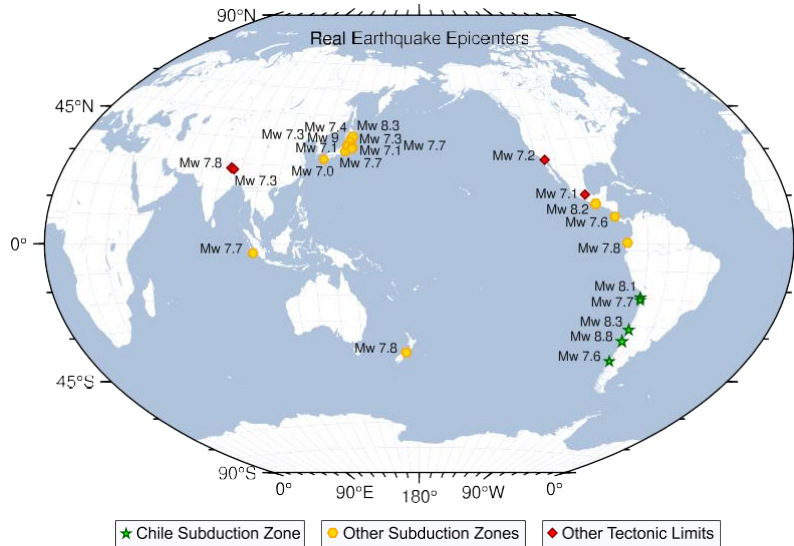 90°N
Real Earthquake Epicenters
45°N
Mw 7.4 Mw 8.3
Mw 7.3 Mw 9 Mw 7.3 Mw 7.7
Mw 7.1 Mw 7.1
Mw 7.8 Mw 7.0 Mw 7.7 Mw 7.2
Mw 7.3 Mw 7.1
Mw 8.2
Mw 7.6
0°
Mw 7.7 Mw 7.8
Mw 8.1
Mw 7.7
Mw 8.3
Mw 8.8
Mw 7.8 Mw 7.6
45°S
90°S
0° 90°E 180° 90°W 0°
Chile Subduction Zone Other Subduction Zones Other Tectonic Limits